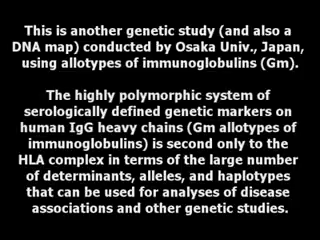 This is another genetic study (and also a
DNA map) conducted by Osaka Univ., Japan,
using allotypes of immunoglobulins (Gm).
The highly polymorphic system of
serologically defined genetic markers on
human IgG heavy chains (Gm allotypes of
immunoglobulins) is second only to the
HLA complex in terms of the large number
of determinants, alleles, and haplotypes
that can be used for analyses of disease
associations and other genetic studies.